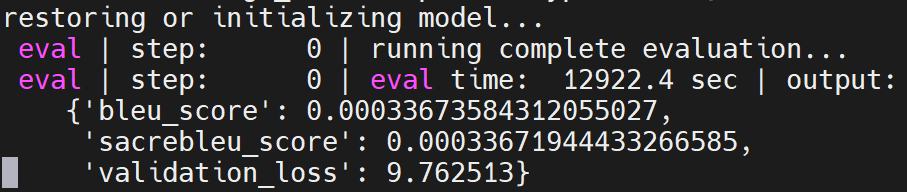 restoring or initializing model...
eval | step:      0 | running complete evaluation...
eval | step:      0 | eval time:  12922.4 sec | output:
{'bleu_score': 0.00033673584312055027,
'sacrebleu_score': 0.00033671944433266585,
'validation_loss': 9.762513}